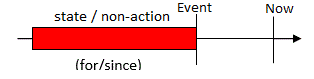 state / non-action
Event
Now
(for/since)